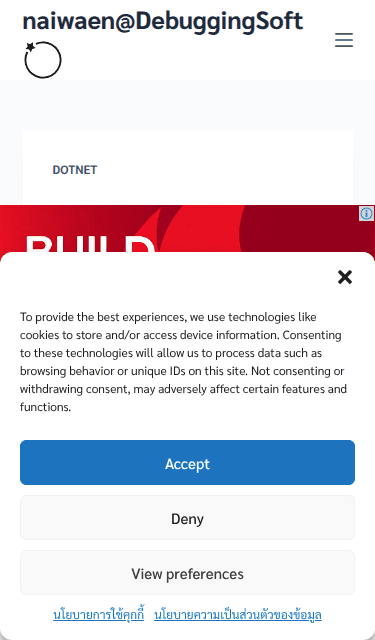 naiwaen@DebuggingSoft
DOTNET
BUILD
To provide the best experiences, we use technologies like
cookies to store and/or access device information. Consenting
to these technologies will allow us to process data such as
browsing behavior or unique IDs on this site. Not consenting or
withdrawing consent, may adversely affect certain features and
functions.
Accept
Deny
View preferences
นโยบายการใช้คุกกี้ นโยบายความเป็นส่วนตัวของข้อมูล